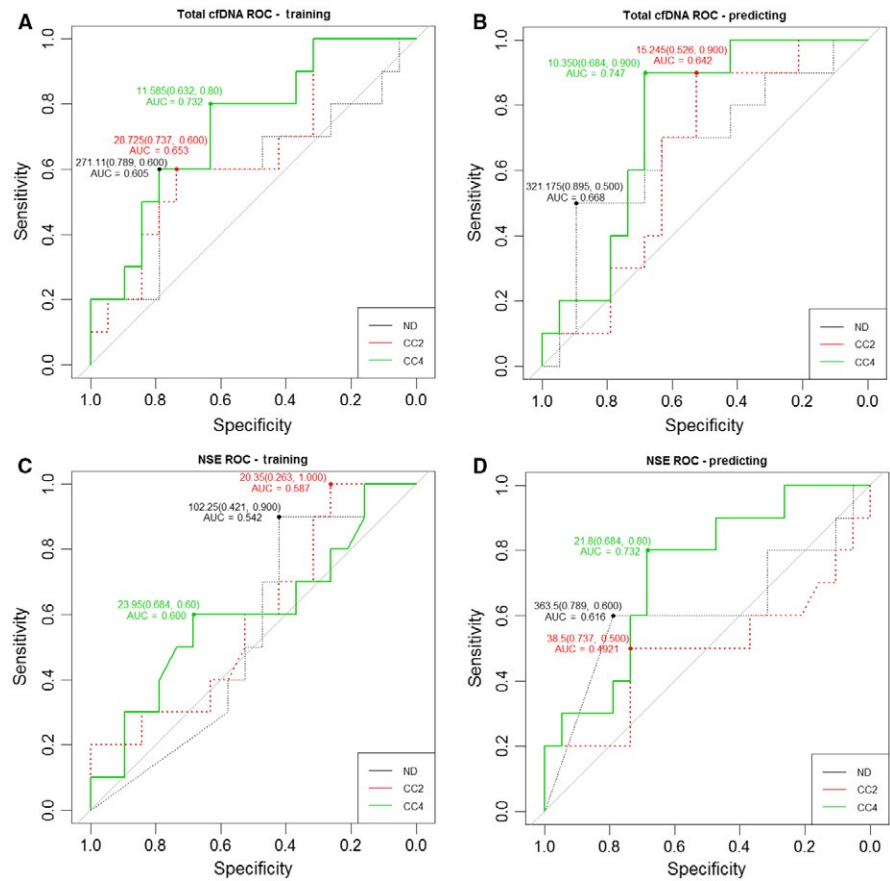 A
Total cfDNA ROC - training
Sensitivity
0.0 0.2 0.4 0.6 0.8 1.0
11.585(0.632, 0.80)
AUC = 0.732
28.725(0.737, 0.600)
AUC = 0.653
271.11(0.789, 0.600)
AUC = 0.605
ND
CC2
CC4
1.0 0.8 0.6 0.4 0.2 0.0
Specificity
B
Total cfDNA ROC - predicting
Sensitivity
0.0 0.2 0.4 0.6 0.8 1.0
15.245(0.526, 0.900)
AUC = 0.642
10.350(0.684, 0.900)
AUC = 0.747
321.175(0.895, 0.500)
AUC = 0.668
ND
CC2
CC4
1.0 0.8 0.6 0.4 0.2 0.0
Specificity
C
NSE ROC - training
Sensitivity
0.0 0.2 0.4 0.6 0.8 1.0
20.35(0.263, 1.000)
AUC = 0.587
102.25(0.421, 0.900)
AUC = 0.542
23.95(0.684, 0.60)
AUC = 0.600
ND
CC2
CC4
1.0 0.8 0.6 0.4 0.2 0.0
Specificity
D
NSE ROC - predicting
Sensitivity
0.0 0.2 0.4 0.6 0.8 1.0
21.8(0.684, 0.80)
AUC = 0.732
363.5(0.789, 0.600)
AUC = 0.616
38.5(0.737, 0.500)
AUC = 0.4921
ND
CC2
CC4
1.0 0.8 0.6 0.4 0.2 0.0
Specificity